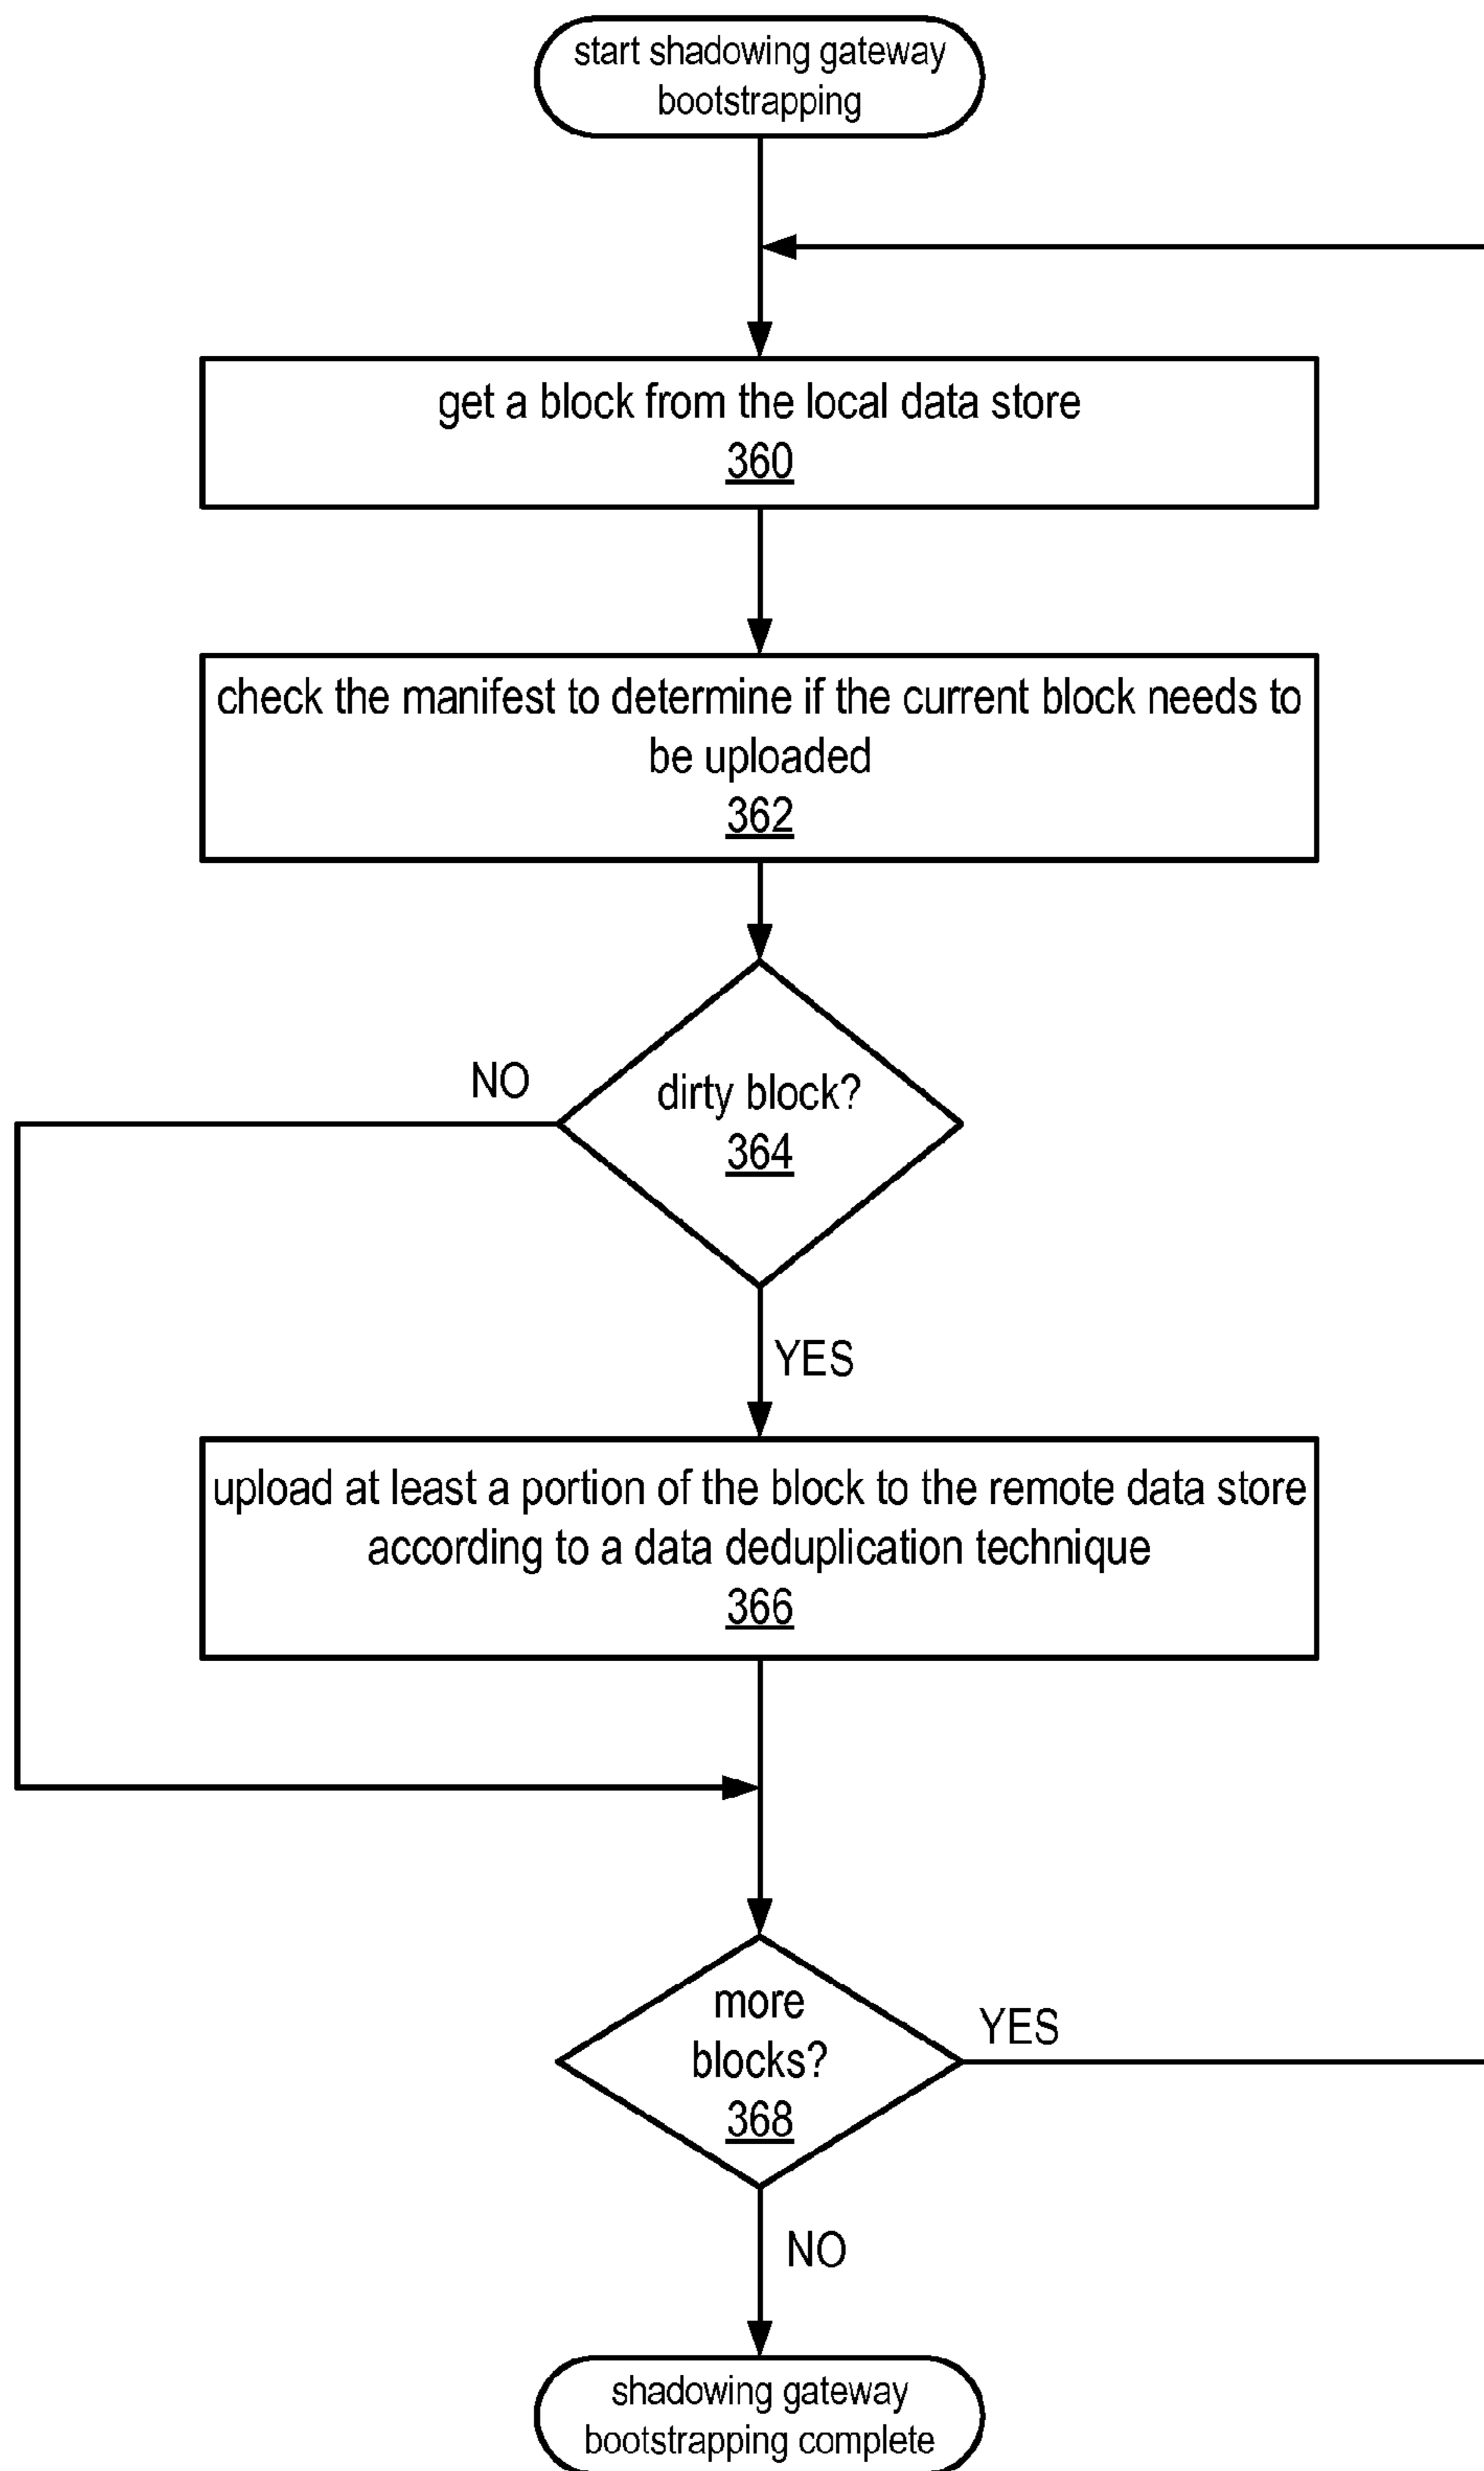 start shadowing gateway
bootstrapping
get a block from the local data store
360
check the manifest to determine if the current block needs to
be uploaded
362
dirty block?
364
NO
YES
upload at least a portion of the block to the remote data store
according to a data deduplication technique
366
more
blocks?
368
YES
NO
shadowing gateway
bootstrapping complete